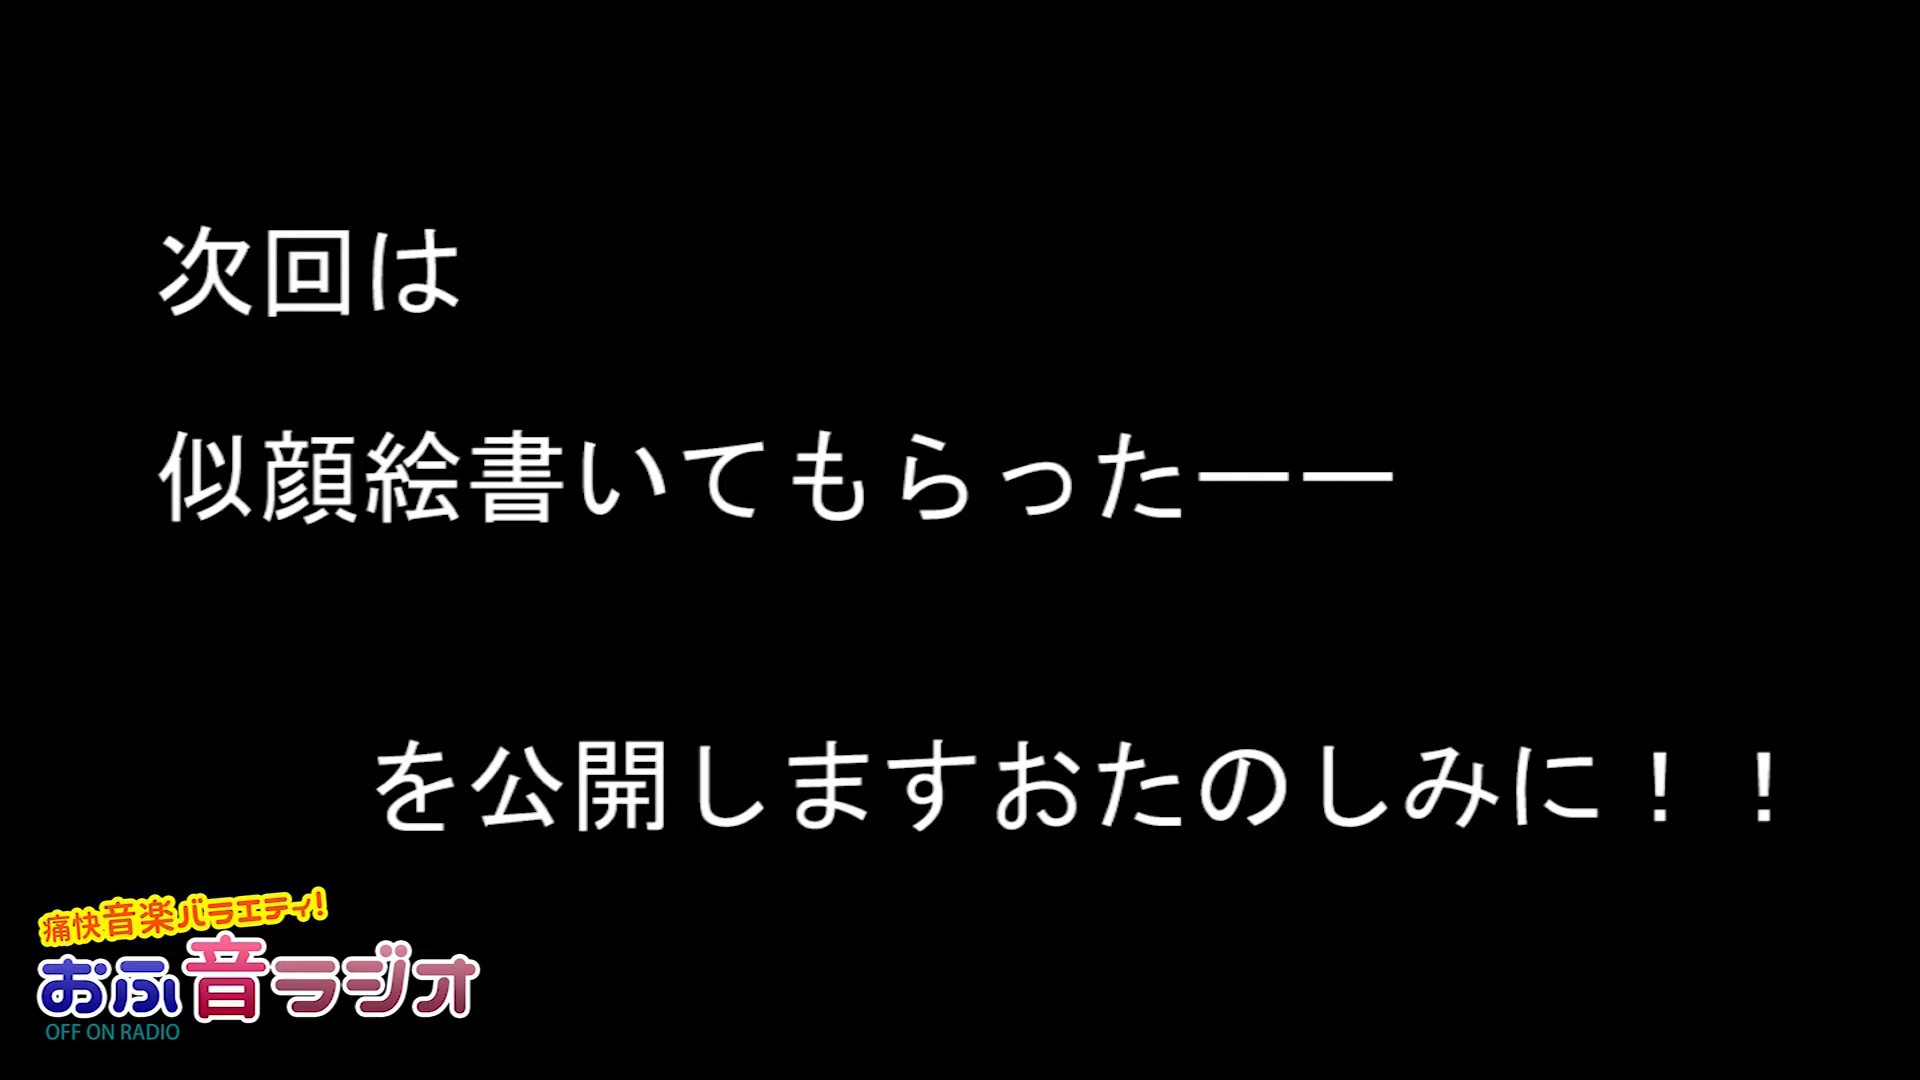 次回は
似顔絵書いてもらったーー
を公開しますおたのしみに！！
痛快音楽バラエティ！
おふ音ラジオ
OFF ON RADIO